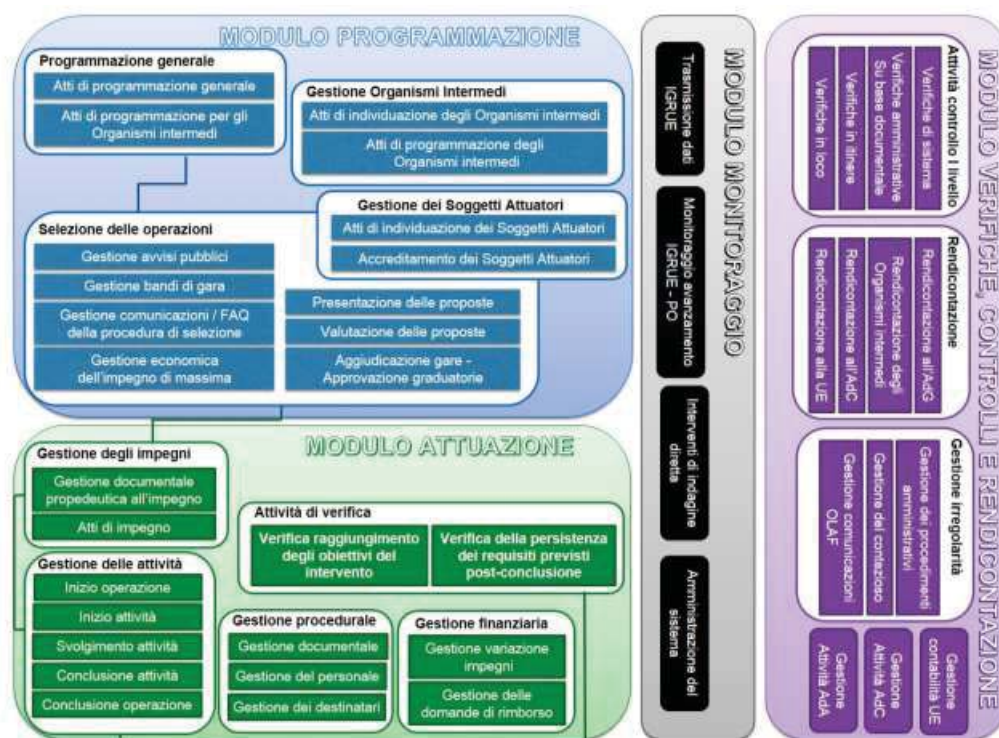 MODULO PROGRAMMAZIONE
Programmazione generale
Atti di programmazione generale
Atti di programmazione per gli
Organismi intermedi
Gestione Organismi Intermedi
Atti di individuazione degli Organismi intermedi
Atti di programmazione degli
Organismi intermedi
Gestione dei Soggetti Attuatori
Atti di individuazione dei Soggetti Attuatori
Accreditamento dei Soggetti Attuatori
Selezione delle operazioni
Gestione avvisi pubblici
Gestione bandi di gara
Gestione comunicazioni / FAQ
della procedura di selezione
Gestione economica
dell'impegno di massima
Presentazione delle proposte
Valutazione delle proposte
Aggiudicazione gare -
Approvazione graduatorie
MODULO ATTUAZIONE
Gestione degli impegni
Gestione documentale
propedeutica all'impegno
Atti di impegno
Gestione delle attività
Inizio operazione
Inizio attività
Svolgimento attività
Conclusione attività
Conclusione operazione
Attività di verifica
Verifica raggiungimento
degli obiettivi del
intervento
Verifica della persistenza
dei requisiti previsti
post-conclusione
Gestione procedurale
Gestione documentale
Gestione del personale
Gestione dei destinatari
Gestione finanziaria
Gestione variazione
impegni
Gestione delle
domande di rimborso
MODULO MONITORAGGIO
Trasmissione dati
IGRUE
Monitoraggio avanzamento
IGRUE - PO
Interventi di indagine
diretta
Amministrazione del
sistema
MODULO VERIFICHE, CONTROLLI E RENDICONTAZIONE
Attività controllo I livello
Verifiche di sistema
Verifiche amministrative
Su base documentale
Verifiche in itinere
Verifiche in loco
Rendicontazione
Rendicontazione all'AdG
Rendicontazione degli
Organismi intermedi
Rendicontazione all'AdC
Rendicontazione alla UE
Gestione irregolarità
Gestione dei procedimenti
amministrativi
Gestione del contezioso
Gestione comunicazioni
OLAF
Gestione
contabilità UE
Gestione
Attività AdC
Gestione
Attività AdA